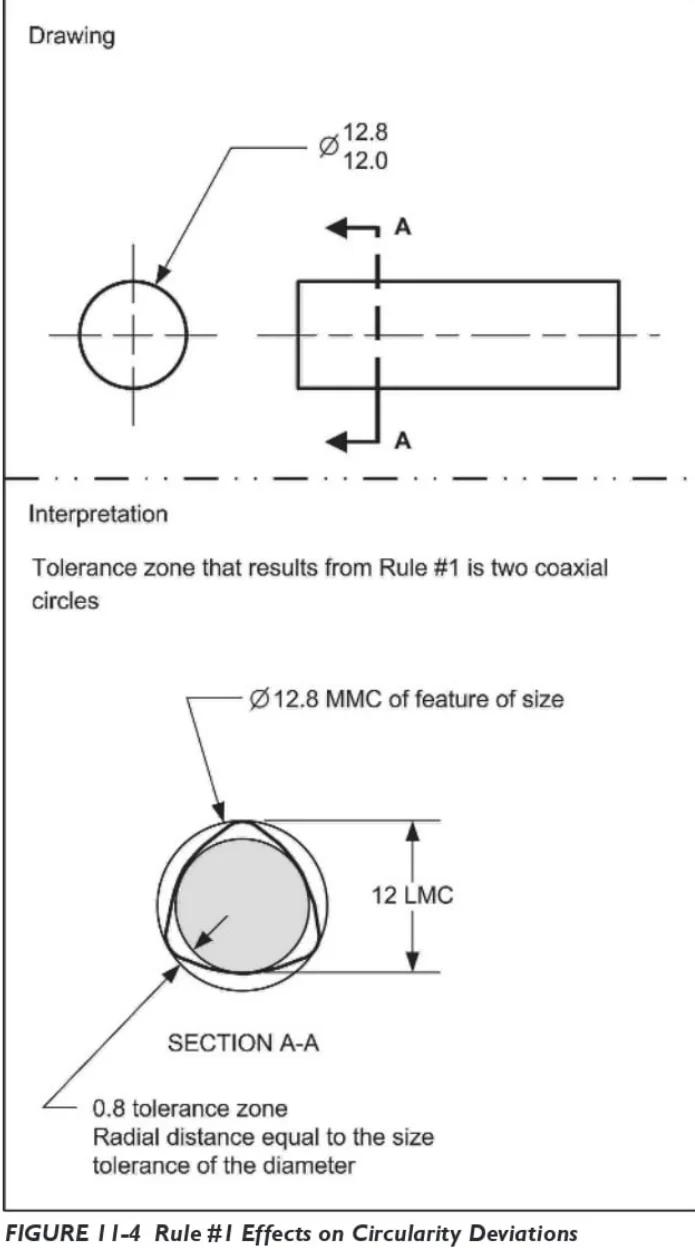 Drawing
⌀ 12.8
12.0
A
A
Interpretation
Tolerance zone that results from Rule #1 is two coaxial
circles
⌀ 12.8 MMC of feature of size
12 LMC
SECTION A-A
0.8 tolerance zone
Radial distance equal to the size
tolerance of the diameter
FIGURE 11-4 Rule #1 Effects on Circularity Deviations